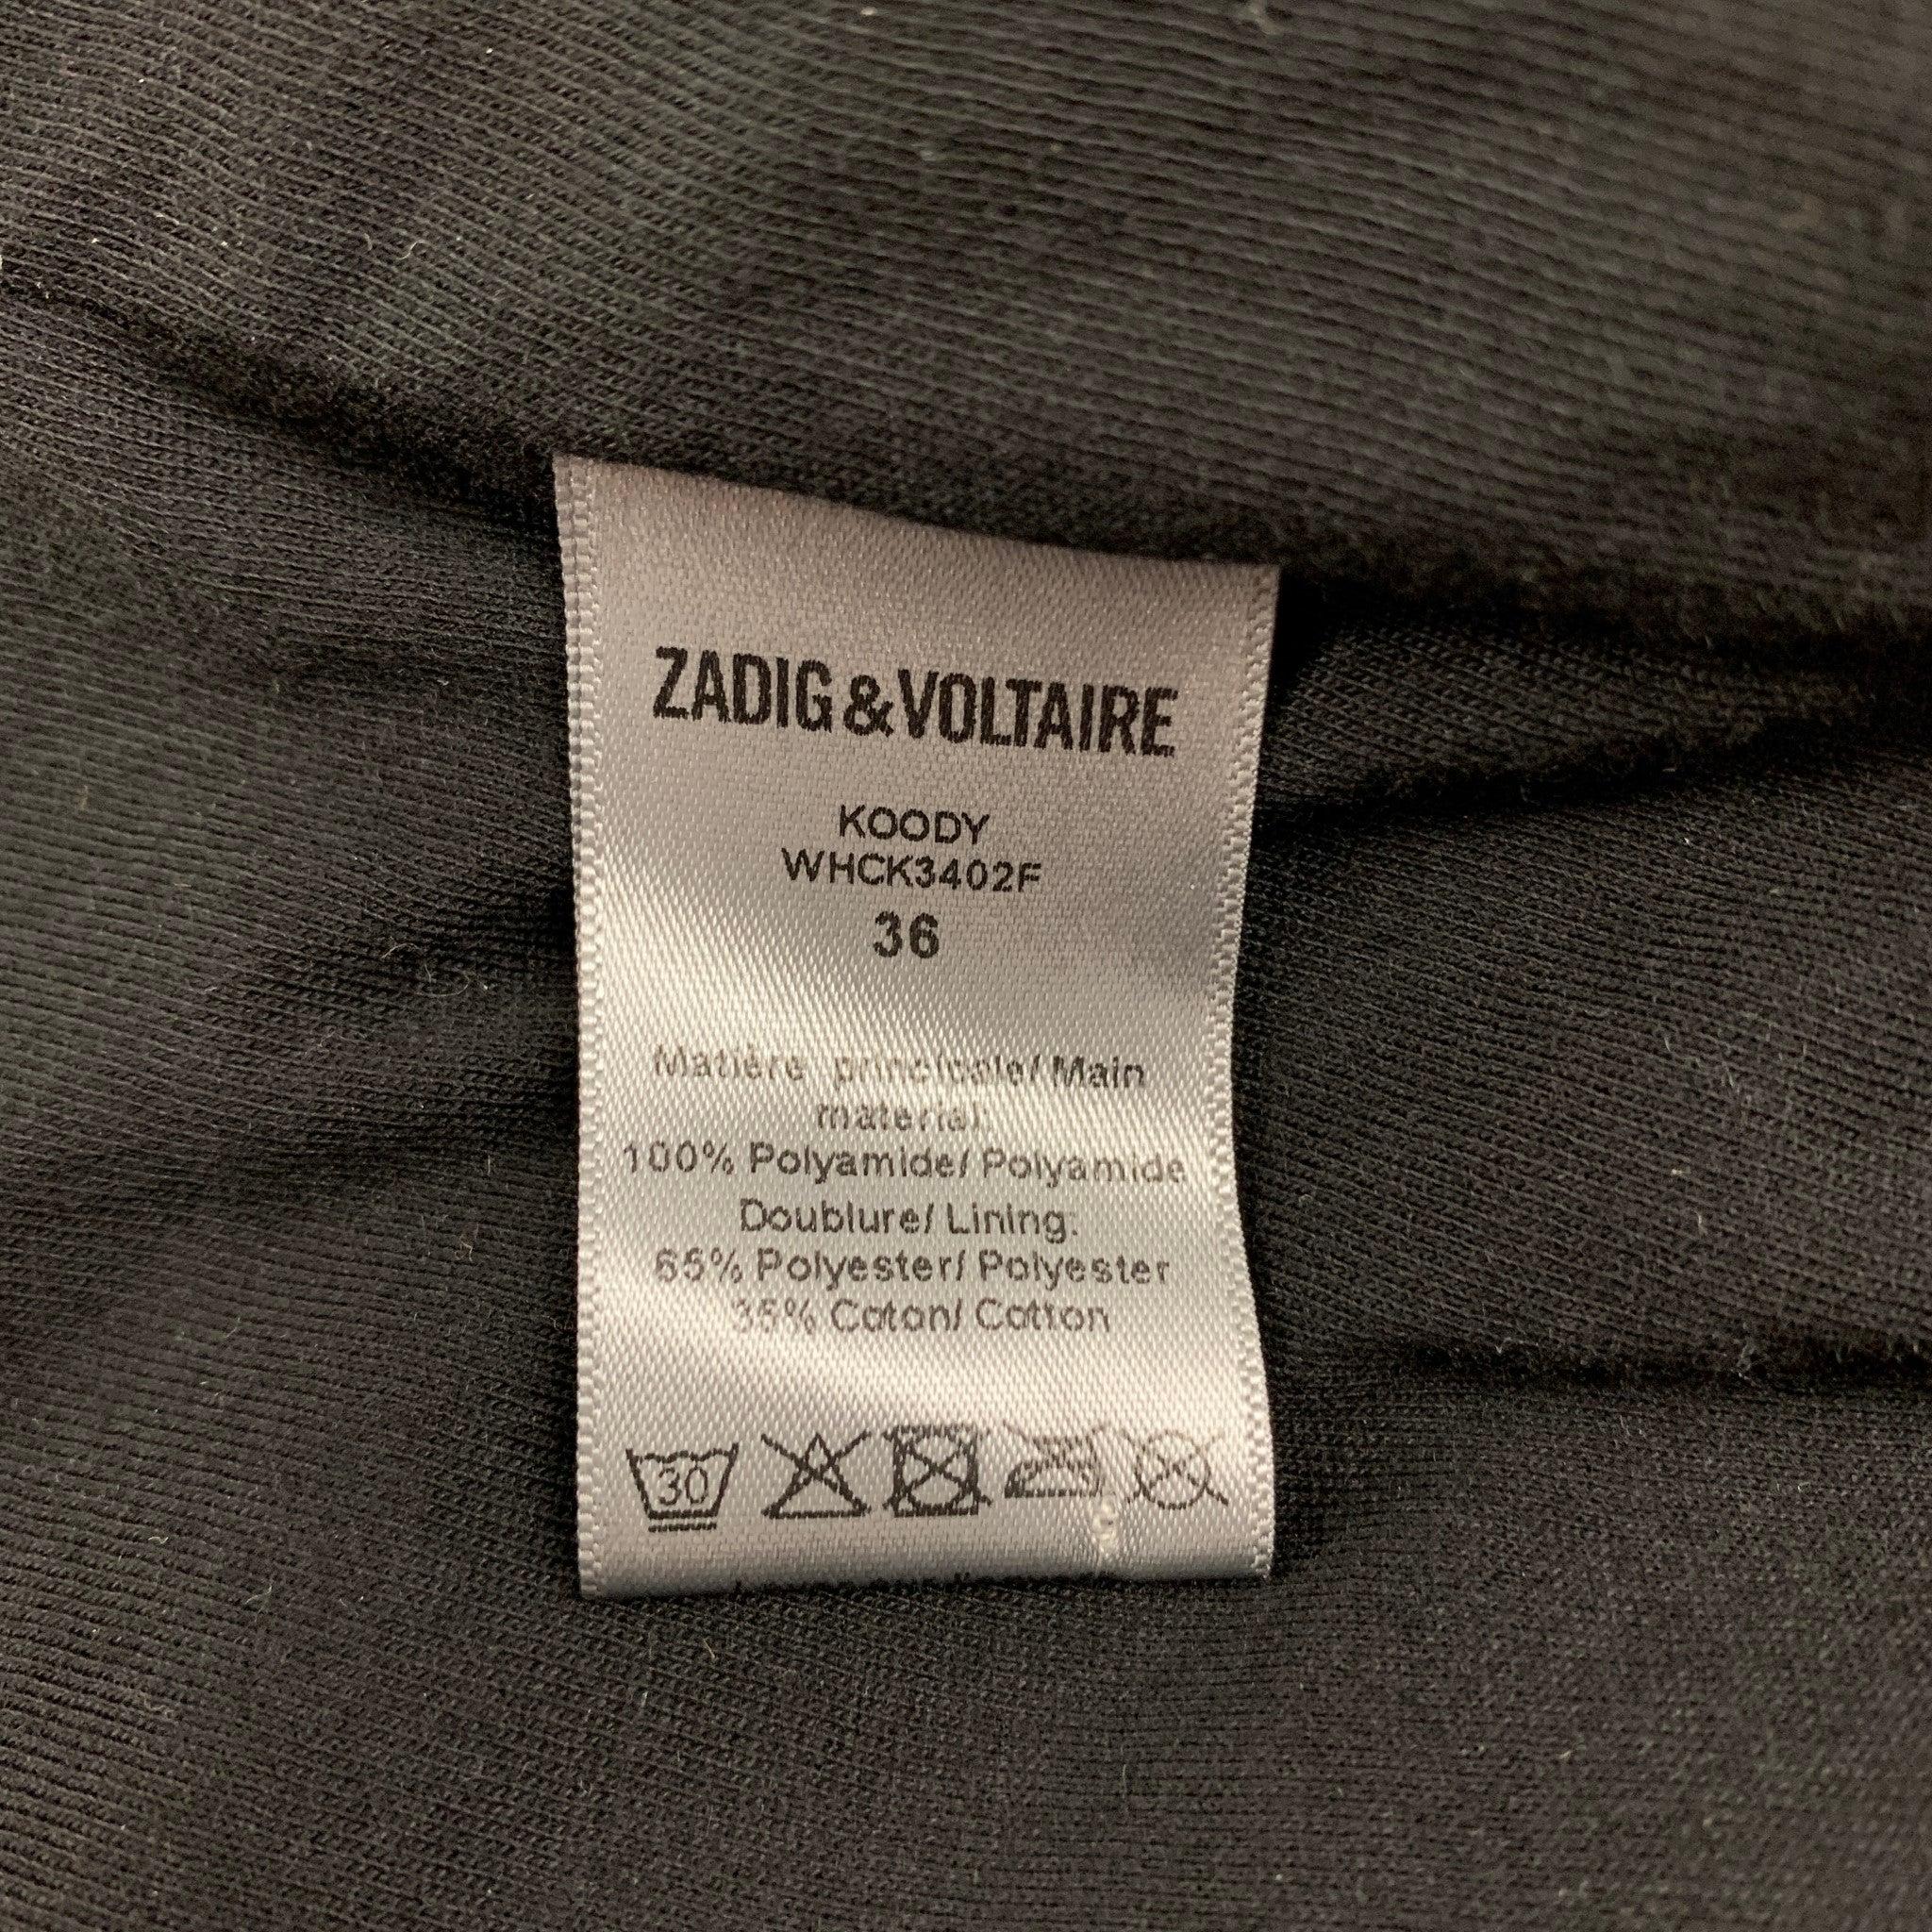 ZADIG&VOLTAIRE
KOODY
WHCK3402F
36
Matière principale/ Main
material:
100% Polyamide/ Polyamide
Doublure/ Lining:
65% Polyester/ Polyester
35% Coton/ Cotton
30